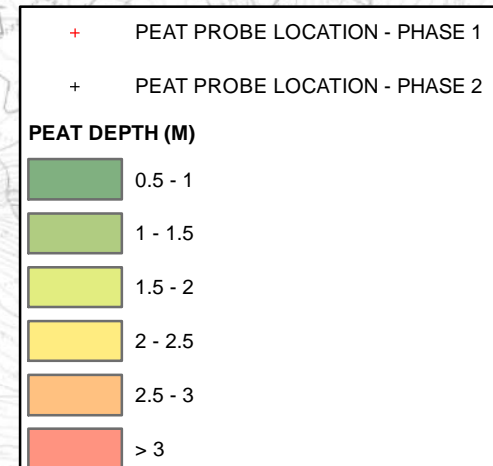 + PEAT PROBE LOCATION - PHASE 1
+ PEAT PROBE LOCATION - PHASE 2
PEAT DEPTH (M)
0.5 - 1
1 - 1.5
1.5 - 2
2 - 2.5
2.5 - 3
> 3